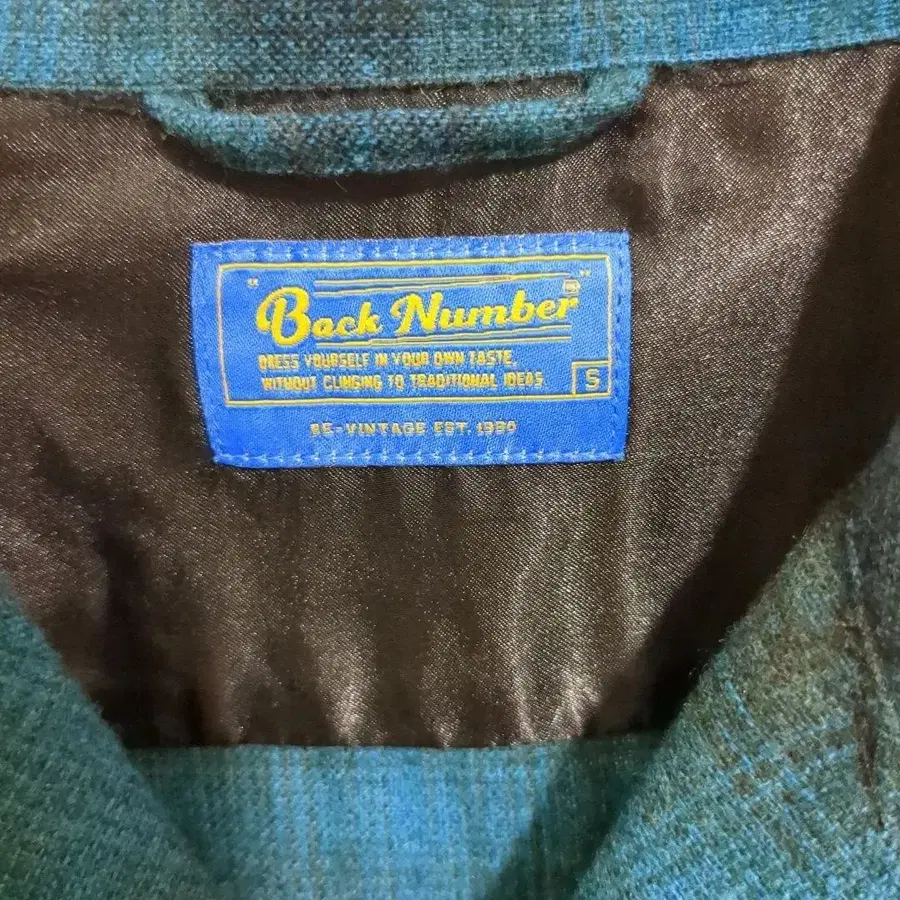 "Back Number"
DRESS YOURSELF IN YOUR OWN TASTE,
WITHOUT CLINGING TO TRADITIONAL IDEAS
S
RE-VINTAGE EST. 1990